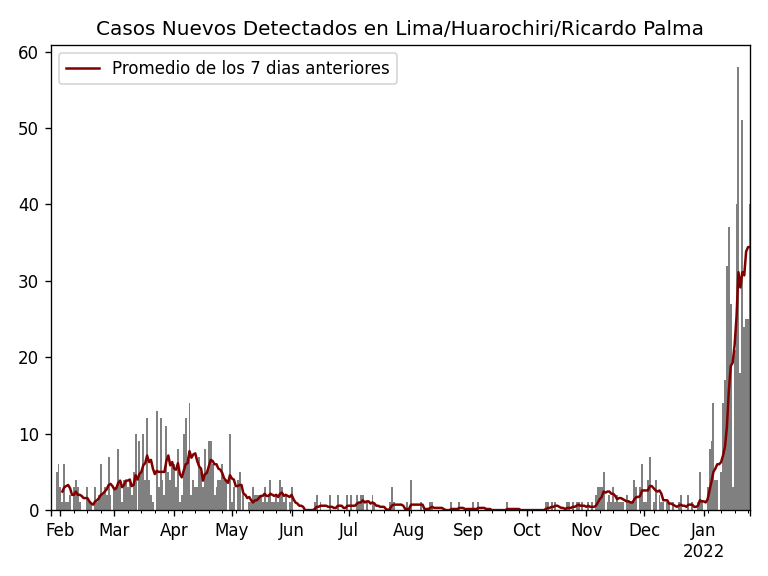 Casos Nuevos Detectados en Lima/Huarochiri/Ricardo Palma
Promedio de los 7 dias anteriores
60
50
40
30
20
10
0
Feb Mar Apr May Jun Jul Aug Sep Oct Nov Dec Jan
2022